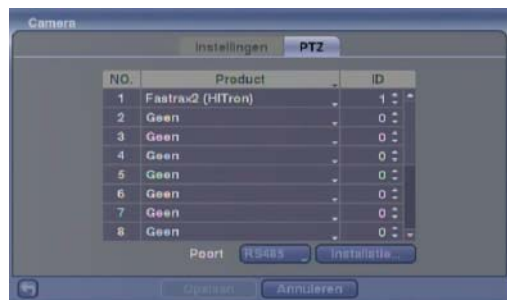 Camera
Instellingen PTZ
NO. Product ID
1 Fastrax2 (HITron) 1
2 Geen 0
3 Geen 0
4 Geen 0
5 Geen 0
6 Geen 0
7 Geen 0
8 Geen 0
Poort RS485 Installatie...
Opslaan Annuleren